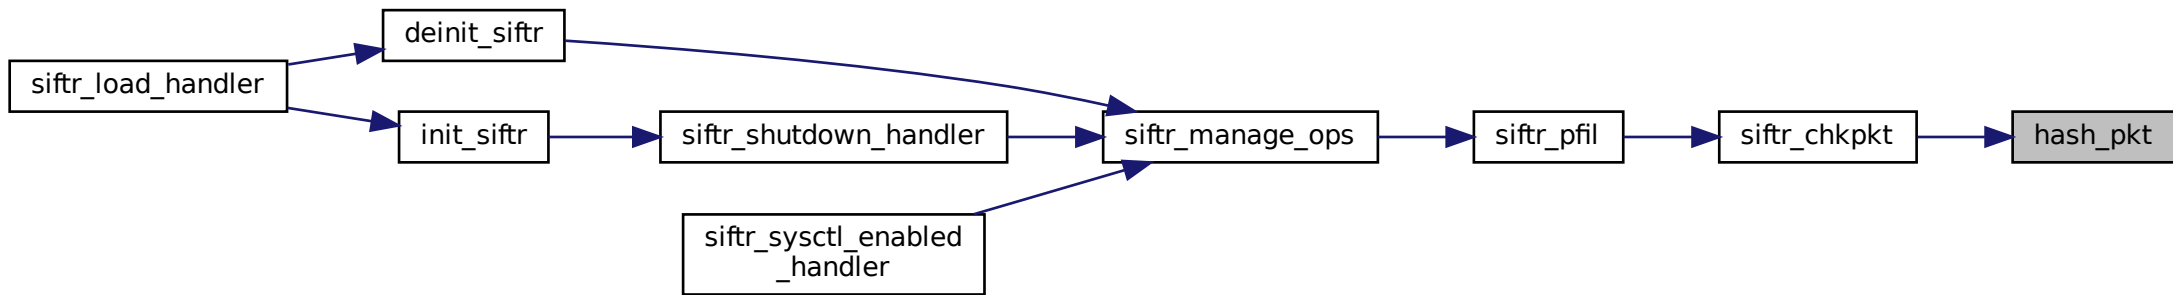 deinit_siftr
siftr_load_handler
init_siftr
siftr_shutdown_handler
siftr_manage_ops
siftr_pfil
siftr_chkpkt
hash_pkt
siftr_sysctl_enabled
_handler